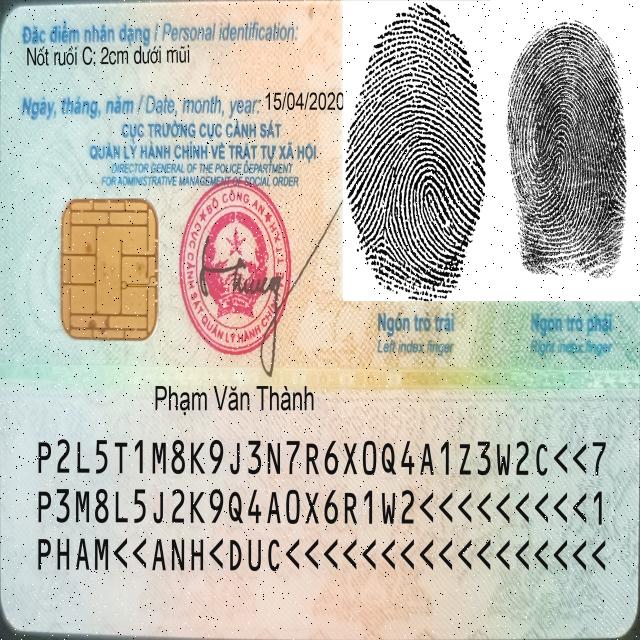 Đặc điểm nhân dạng / Personal identification:
Nốt ruồi C; 2cm dưới mũi
Ngày, tháng, năm / Date, month, year: 15/04/2020
CỤC TRƯỞNG CỤC CẢNH SÁT
QUẢN LÝ HÀNH CHÍNH VỀ TRẬT TỰ XÃ HỘI
DIRECTOR GENERAL OF THE POLICE DEPARTMENT
FOR ADMINISTRATIVE MANAGEMENT OF SOCIAL ORDER
BỘ CÔNG AN
CỤC CẢNH SÁT QUẢN LÝ HÀNH CHÍNH
Ngón trỏ trái
Left index finger
Ngón trỏ phải
Right index finger
Phạm Văn Thành
P2L5T1M8K9J3N7R6X0Q4A1Z3W2C<<7
P3M8L5J2K9Q4A0X6R1W2<<<<<<<<<1
PHAM<<ANH<DUC<<<<<<<<<<<<<<<<<